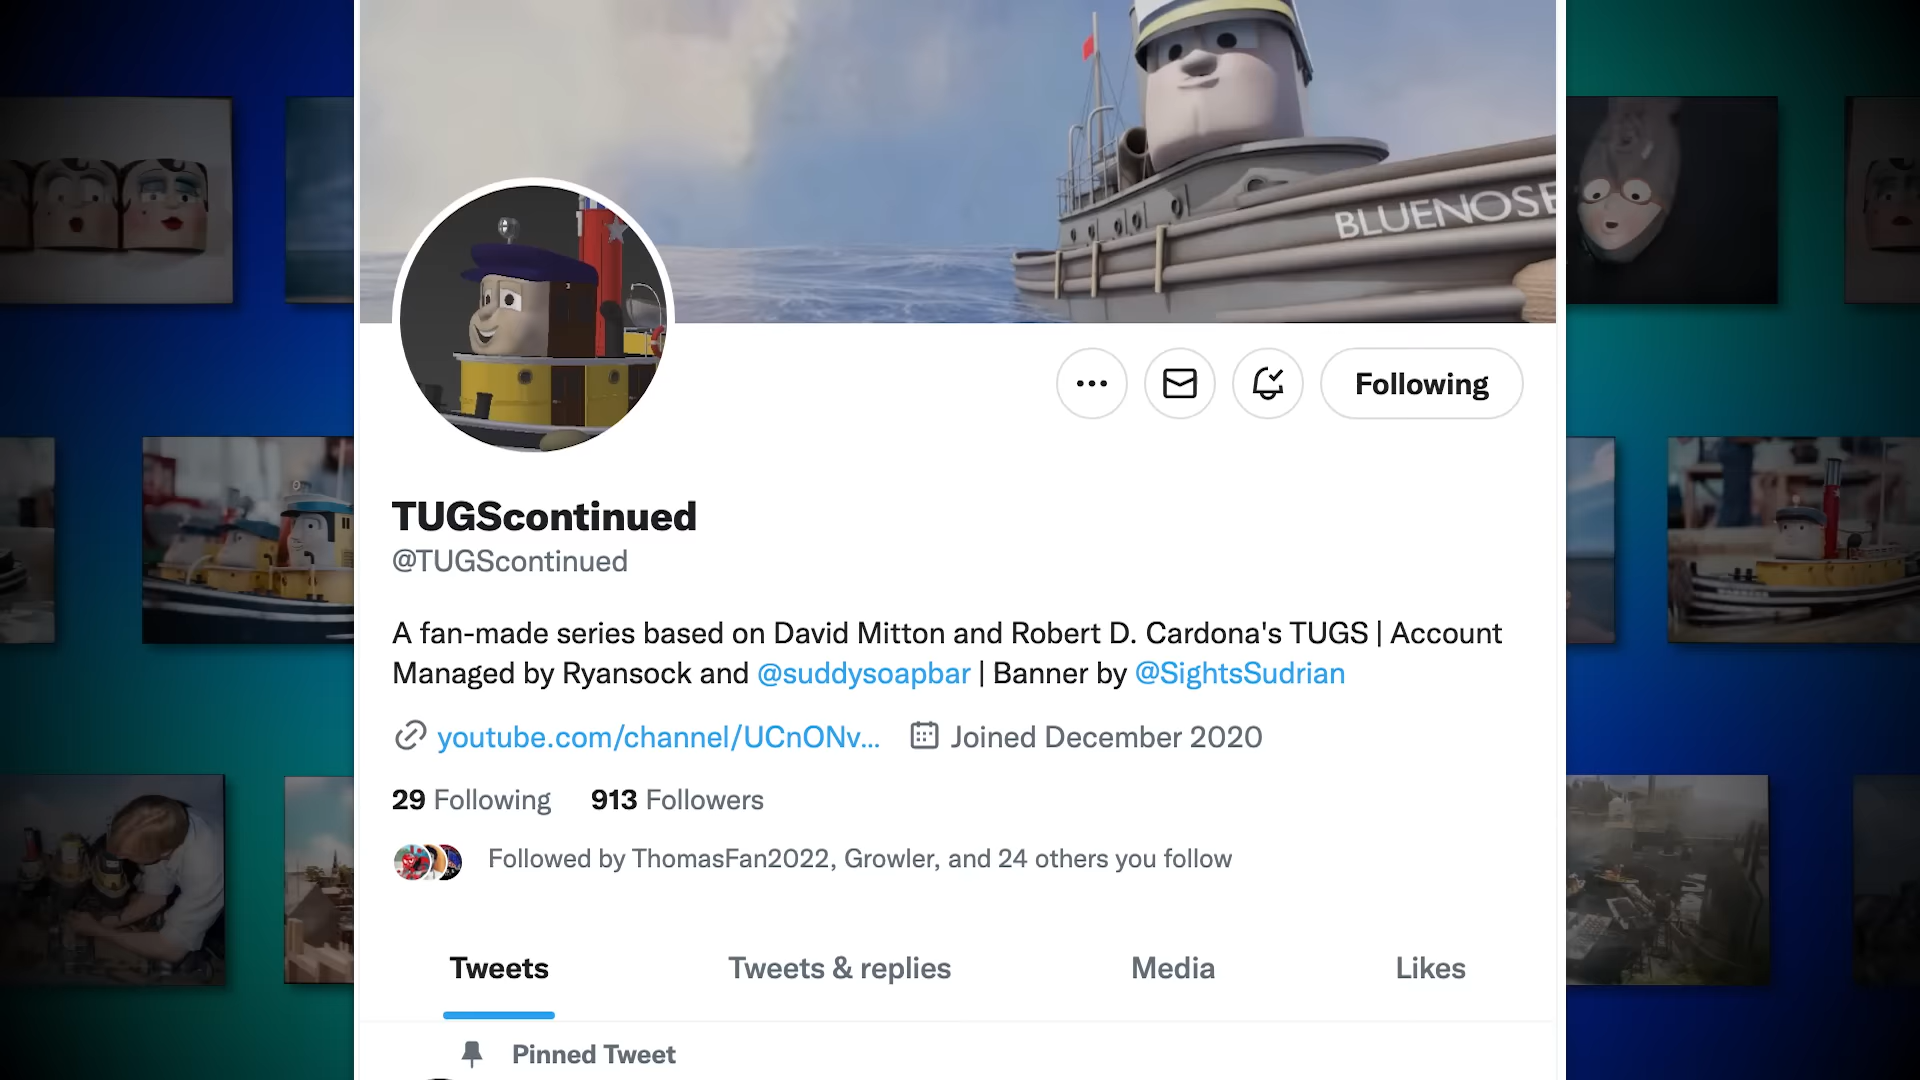 BLUENOSE
Following
TUGScontinued
@TUGScontinued
A fan-made series based on David Mitton and Robert D. Cardona's TUGS | Account
Managed by Ryansock and @suddysoapbar | Banner by @SightsSudrian
youtube.com/channel/UCnONv... Joined December 2020
29 Following 913 Followers
Followed by ThomasFan2022, Growler, and 24 others you follow
Tweets Tweets & replies Media Likes
Pinned Tweet